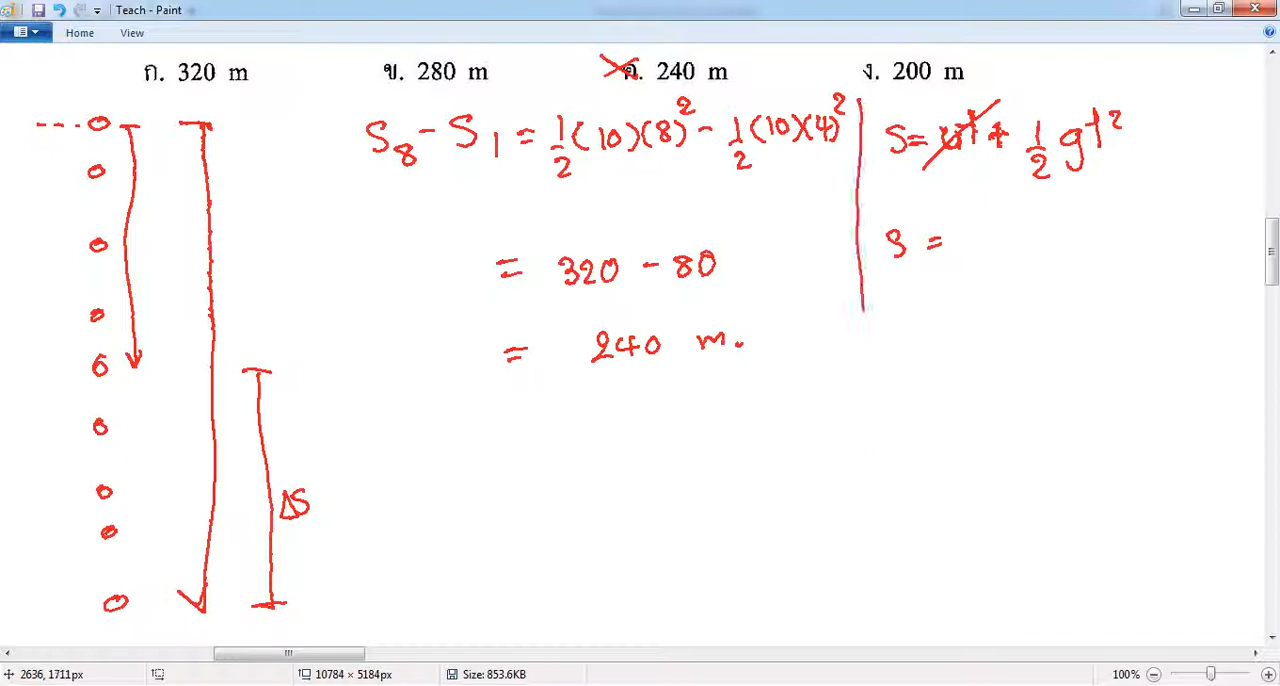 Teach - Paint
Home View
ก. 320 m ข. 280 m ค. 240 m ง. 200 m
S₈ - S₁ = 1/2 (10)(8)² - 1/2 (10)(4)²
= 320 - 80
= 240 m.
S = ut + 1/2 gt²
S =
ΔS
2636, 1711px 10784 × 5184px Size: 853.6KB 100%